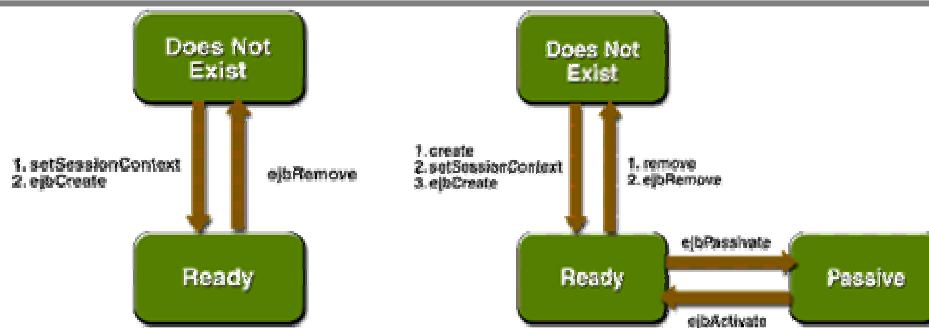 Does Not
Exist
1. setSessionContext
2. ejbCreate
ejbRemove
Ready
Does Not
Exist
1. create
2. setSessionContext
3. ejbCreate
1. remove
2. ejbRemove
ejbPassivate
Ready
Passive
ejbActivate